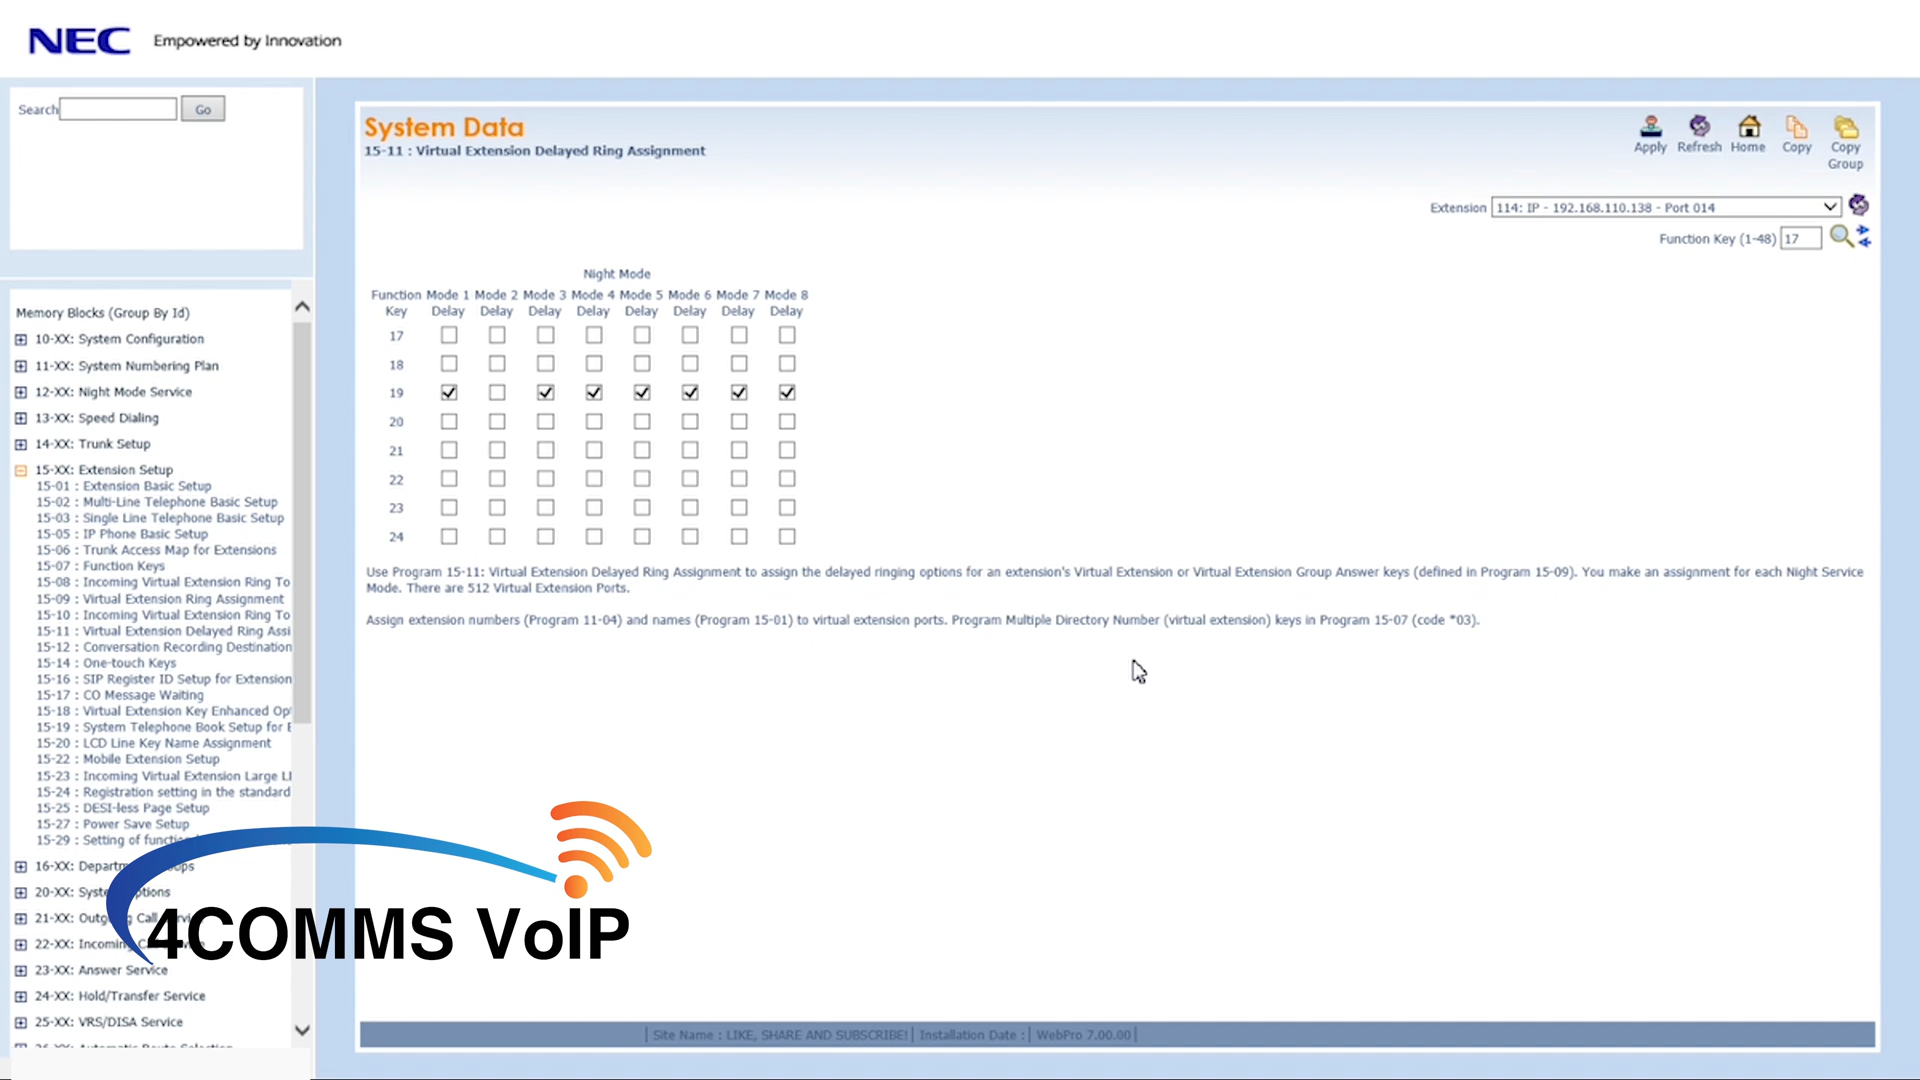 NEC Empowered by Innovation
Search Go
Memory Blocks (Group By Id)
10-XX: System Configuration
11-XX: System Numbering Plan
12-XX: Night Mode Service
13-XX: Speed Dialing
14-XX: Trunk Setup
15-XX: Extension Setup
15-01 : Extension Basic Setup
15-02 : Multi-Line Telephone Basic Setup
15-03 : Single Line Telephone Basic Setup
15-05 : IP Phone Basic Setup
15-06 : Trunk Access Map for Extensions
15-07 : Function Keys
15-08 : Incoming Virtual Extension Ring To
15-09 : Virtual Extension Ring Assignment
15-10 : Incoming Virtual Extension Ring To
15-11 : Virtual Extension Delayed Ring Assi
15-12 : Conversation Recording Destination
15-14 : One-touch Keys
15-16 : SIP Register ID Setup for Extension
15-17 : CO Message Waiting
15-18 : Virtual Extension Key Enhanced Op
15-19 : System Telephone Book Setup for
15-20 : LCD Line Key Name Assignment
15-22 : Mobile Extension Setup
15-23 : Incoming Virtual Extension Large
15-24 : Registration setting in the standard
15-25 : DESI-less Page Setup
15-27 : Power Save Setup
15-29 : Setting of
16-XX:
20-XX:
21-XX: Call
22-XX:
23-XX: Answer Service
24-XX: Hold/Transfer Service
25-XX: VRS/DISA Service
4COMMS VoIP
System Data
15-11 : Virtual Extension Delayed Ring Assignment
Apply Refresh Home Copy Copy Group
Extension 114: IP - 192.168.110.138 - Port 014
Function Key (1-48) 17
Night Mode
Function Mode 1 Mode 2 Mode 3 Mode 4 Mode 5 Mode 6 Mode 7 Mode 8
Key Delay Delay Delay Delay Delay Delay Delay Delay
17
18
19
20
21
22
23
24
Use Program 15-11: Virtual Extension Delayed Ring Assignment to assign the delayed ringing options for an extension's Virtual Extension or Virtual Extension Group Answer keys (defined in Program 15-09). You make an assignment for each Night Service
Mode. There are 512 Virtual Extension Ports.
Assign extension numbers (Program 11-04) and names (Program 15-01) to virtual extension ports. Program Multiple Directory Number (virtual extension) keys in Program 15-07 (code *03).
| Site Name : LIKE, SHARE AND SUBSCRIBE! | Installation Date : | WebPro 7.00.00 |